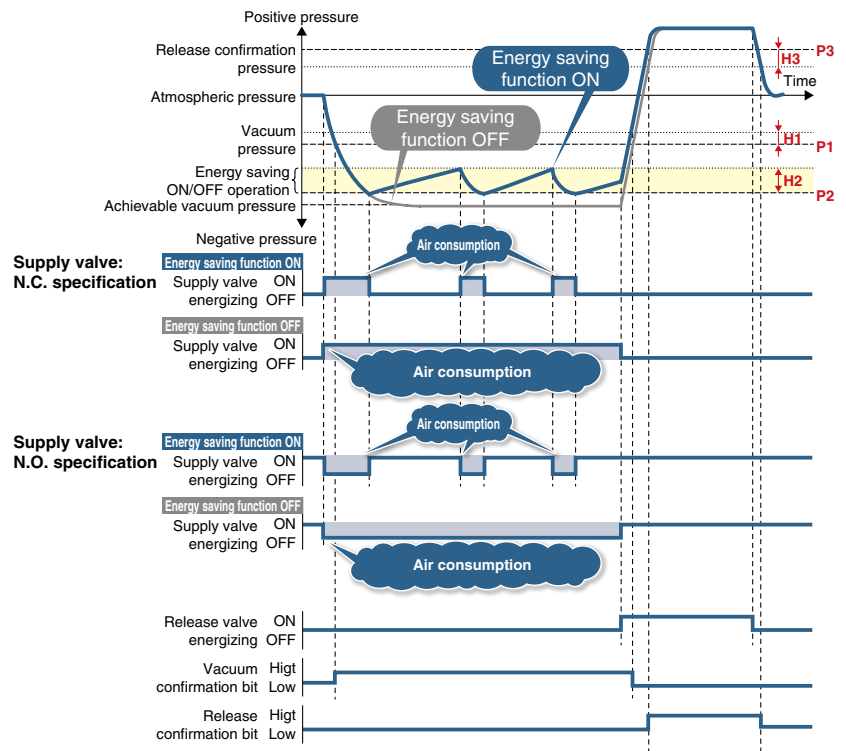 Positive pressure
Release confirmation
pressure
P3
H3
Time
Atmospheric pressure
Energy saving
function ON
Energy saving
function OFF
Vacuum
pressure
H1
P1
Energy saving
ON/OFF operation
H2
P2
Achievable vacuum pressure
Negative pressure
Supply valve:
N.C. specification
Energy saving function ON
Supply valve ON
energizing OFF
Air consumption
Energy saving function OFF
Supply valve ON
energizing OFF
Air consumption
Supply valve:
N.O. specification
Energy saving function ON
Supply valve ON
energizing OFF
Air consumption
Energy saving function OFF
Supply valve ON
energizing OFF
Air consumption
Release valve ON
energizing OFF
Vacuum Higt
confirmation bit Low
Release Higt
confirmation bit Low